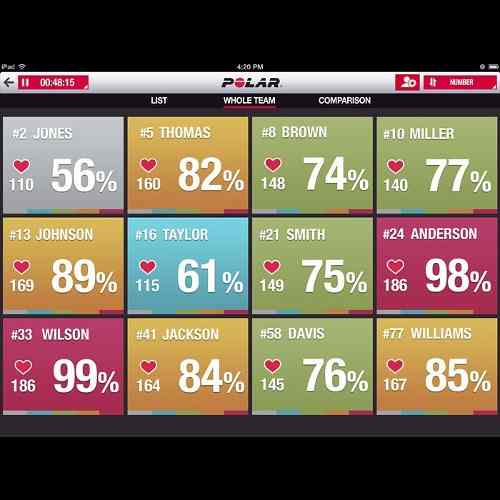 iPad 4:20 PM
00:48:15 POLAR. NUMBER
LIST WHOLE TEAM COMPARISON
#2 JONES
110 56%
#5 THOMAS
160 82%
#8 BROWN
148 74%
#10 MILLER
140 77%
#13 JOHNSON
169 89%
#16 TAYLOR
115 61%
#21 SMITH
149 75%
#24 ANDERSON
186 98%
#33 WILSON
186 99%
#41 JACKSON
164 84%
#58 DAVIS
145 76%
#77 WILLIAMS
167 85%